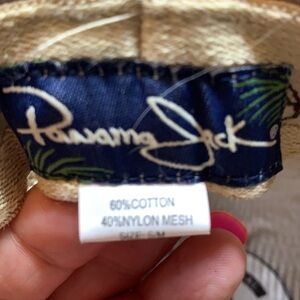 Panama Jack ®
60%COTTON
40%NYLON MESH
SIZE: S/M